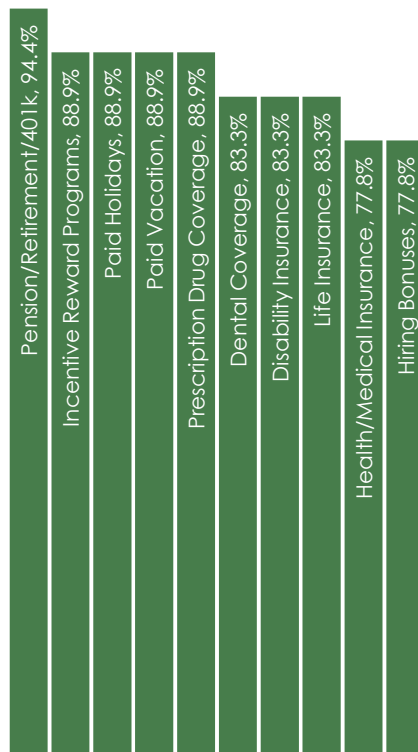 Pension/Retirement/401k, 94.4%
Incentive Reward Programs, 88.9%
Paid Holidays, 88.9%
Paid Vacation, 88.9%
Prescription Drug Coverage, 88.9%
Dental Coverage, 83.3%
Disability Insurance, 83.3%
Life Insurance, 83.3%
Health/Medical Insurance, 77.8%
Hiring Bonuses, 77.8%